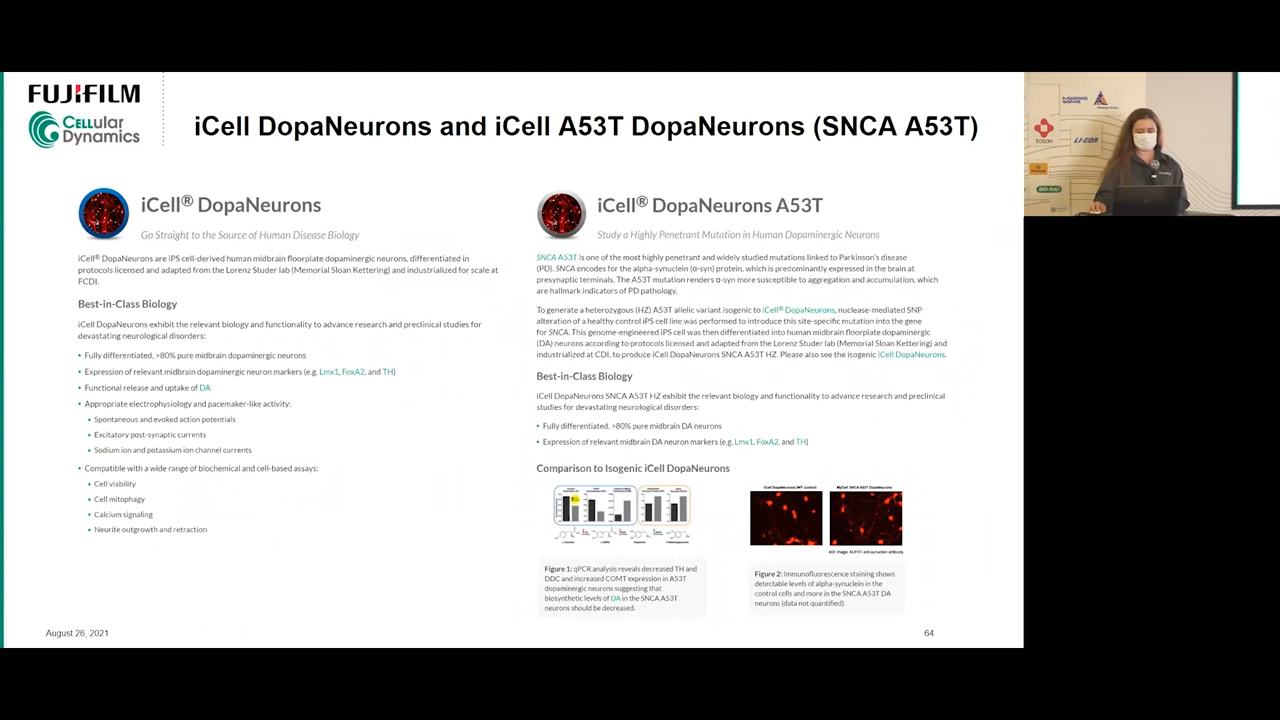 FUJIFILM
CELLular
Dynamics
iCell DopaNeurons and iCell A53T DopaNeurons (SNCA A53T)
iCell® DopaNeurons
Go Straight to the Source of Human Disease Biology
iCell® DopaNeurons are iPS cell-derived human midbrain floorplate dopaminergic neurons, differentiated in
protocols licensed and adapted from the Lorenz Studer lab (Memorial Sloan Kettering) and industrialized for scale at
FCDI.
Best-in-Class Biology
iCell DopaNeurons exhibit the relevant biology and functionality to advance research and preclinical studies for
devastating neurological disorders:
• Fully differentiated, >80% pure midbrain dopaminergic neurons
• Expression of relevant midbrain dopaminergic neuron markers (e.g. Lmx1, FoxA2, and TH)
• Functional release and uptake of DA
• Appropriate electrophysiology and pacemaker-like activity:
• Spontaneous and evoked action potentials
• Excitatory post-synaptic currents
• Sodium ion and potassium ion channel currents
• Compatible with a wide range of biochemical and cell-based assays:
• Cell viability
• Cell mitophagy
• Calcium signaling
• Neurite outgrowth and retraction
iCell® DopaNeurons A53T
Study a Highly Penetrant Mutation in Human Dopaminergic Neurons
SNCA A53T is one of the most highly penetrant and widely studied mutations linked to Parkinson's disease
(PD). SNCA encodes for the alpha-synuclein (α-syn) protein, which is predominantly expressed in the brain at
presynaptic terminals. The A53T mutation renders α-syn more susceptible to aggregation and accumulation, which
are hallmark indicators of PD pathology.
To generate a heterozygous (HZ) A53T allelic variant isogenic to iCell® DopaNeurons, nuclease-mediated SNP
alteration of a healthy control iPS cell line was performed to introduce this site-specific mutation into the gene
for SNCA. This genome-engineered iPS cell was then differentiated into human midbrain floorplate dopaminergic
(DA) neurons according to protocols licensed and adapted from the Lorenz Studer lab (Memorial Sloan Kettering) and
industrialized at CDI, to produce iCell DopaNeurons SNCA A53T HZ. Please also see the isogenic iCell DopaNeurons.
Best-in-Class Biology
iCell DopaNeurons SNCA A53T HZ exhibit the relevant biology and functionality to advance research and preclinical
studies for devastating neurological disorders:
• Fully differentiated, >80% pure midbrain DA neurons
• Expression of relevant midbrain DA neuron markers (e.g. Lmx1, FoxA2, and TH)
Comparison to Isogenic iCell DopaNeurons
iCell DopaNeurons (WT control)
MyCell SNCA A53T DopaNeurons
40X image; NUFR1 anti-synuclein antibody
Figure 1: qPCR analysis reveals decreased TH and
DDC and increased COMT expression in A53T
dopaminergic neurons suggesting that
biosynthetic levels of DA in the SNCA A53T
neurons should be decreased.
Figure 2: Immunofluorescence staining shows
detectable levels of alpha-synuclein in the
control cells and more in the SNCA A53T DA
neurons (data not quantified).
August 26, 2021
64
TOSOH
LI-COR
BIO-RAD